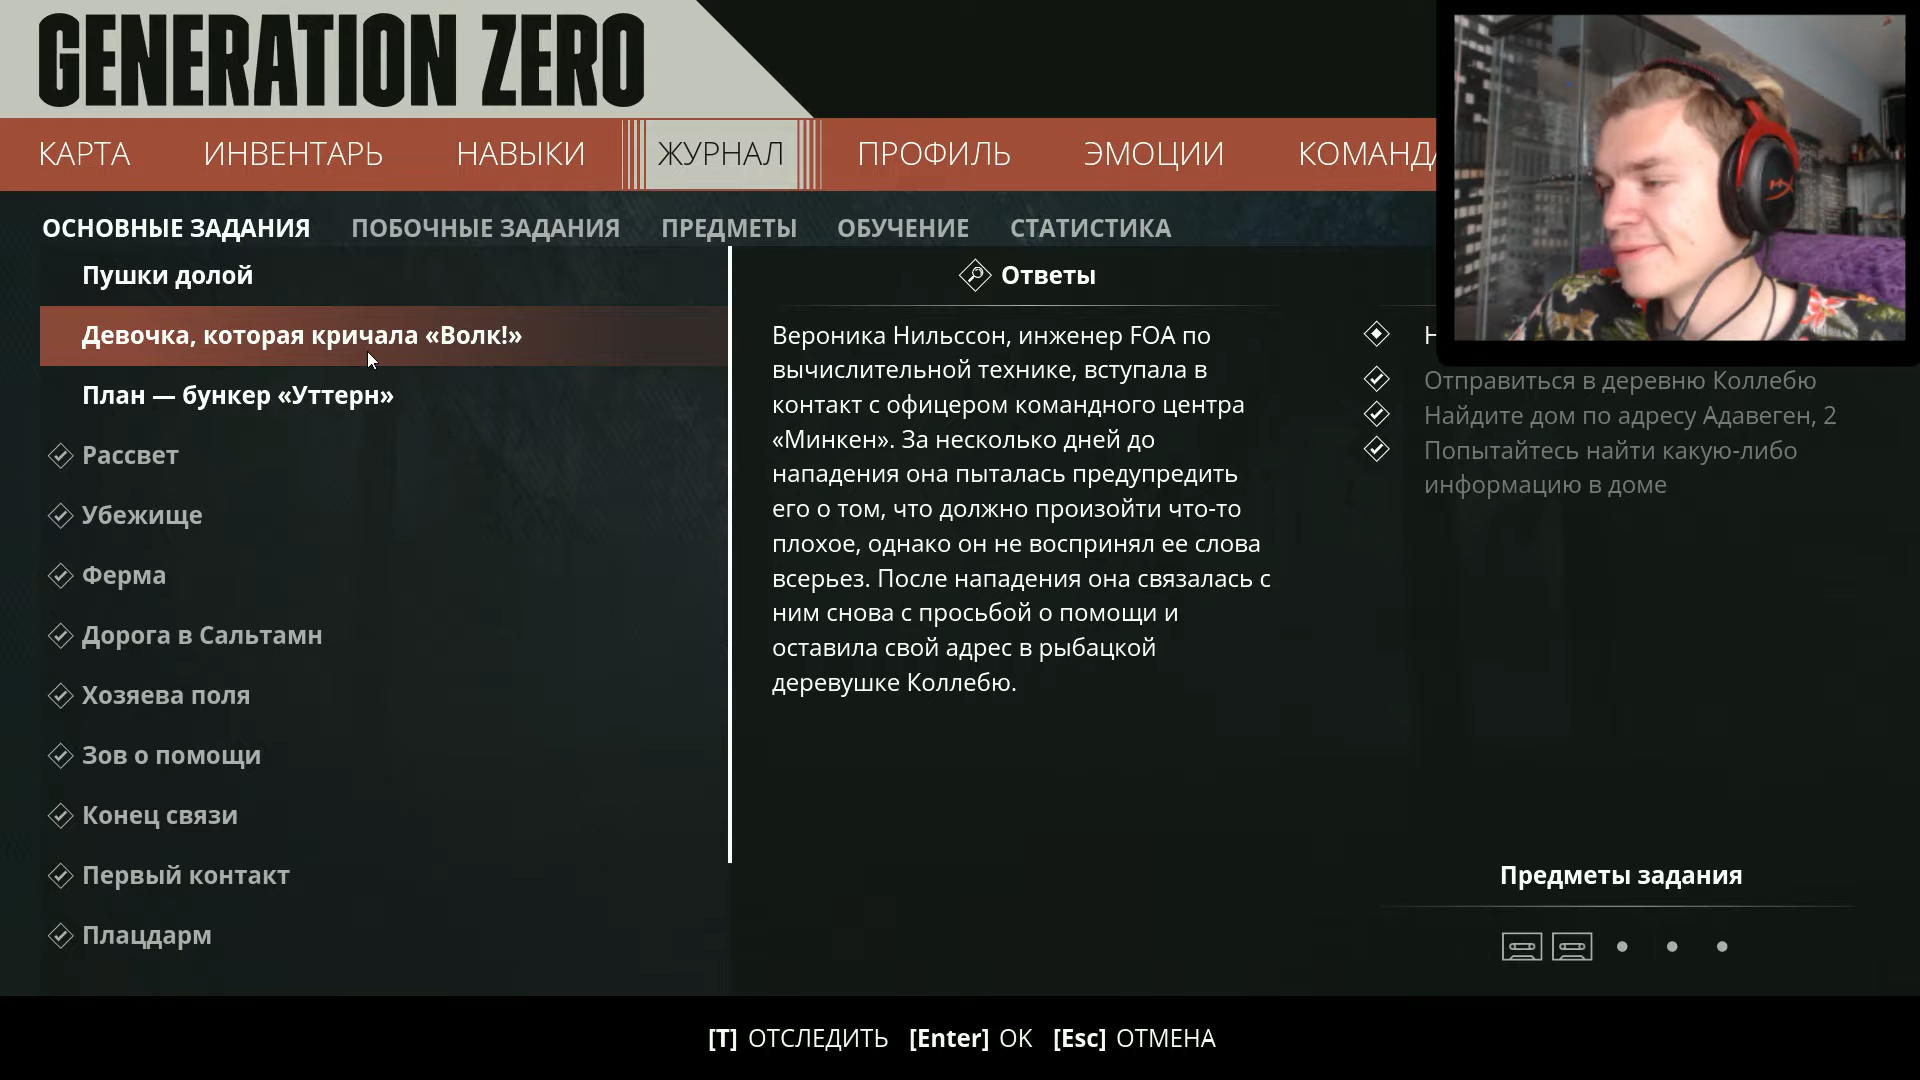 GENERATION ZERO
КАРТА ИНВЕНТАРЬ НАВЫКИ ЖУРНАЛ ПРОФИЛЬ ЭМОЦИИ
ОСНОВНЫЕ ЗАДАНИЯ ПОБОЧНЫЕ ЗАДАНИЯ ПРЕДМЕТЫ ОБУЧЕНИЕ СТАТИСТИКА
Пушки долой
Девочка, которая кричала «Волк!»
План — бункер «Уттерн»
Рассвет
Убежище
Ферма
Дорога в Сальтамн
Хозяева поля
Зов о помощи
Конец связи
Первый контакт
Плацдарм
Ответы
Вероника Нильссон, инженер FOA по
вычислительной технике, вступала в
контакт с офицером командного центра
«Минкен». За несколько дней до
нападения она пыталась предупредить
его о том, что должно произойти что-то
плохое, однако он не воспринял ее слова
всерьез. После нападения она связалась с
ним снова с просьбой о помощи и
оставила свой адрес в рыбацкой
деревушке Коллебю.
Отправиться в деревню Коллебю
Найдите дом по адресу Адавеген, 2
Попытайтесь найти какую-либо
информацию в доме
Предметы задания
[T] ОТСЛЕДИТЬ [Enter] OK [Esc] ОТМЕНА